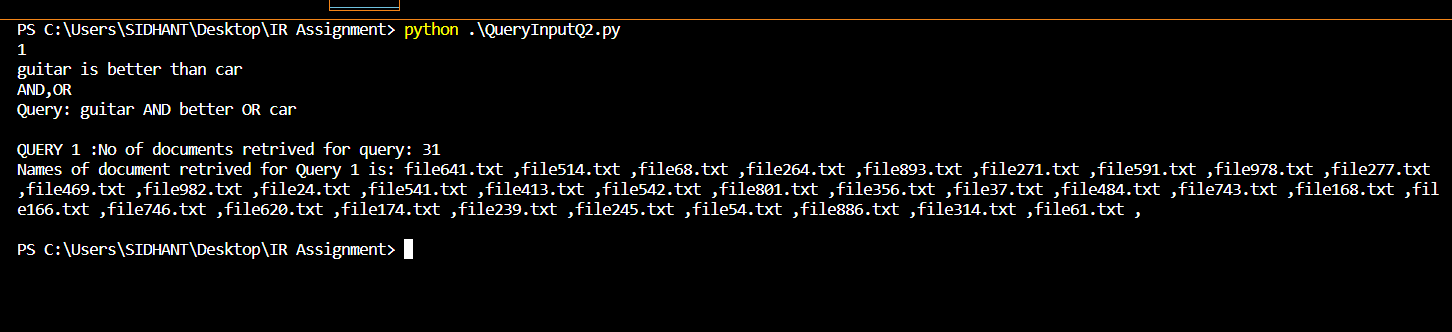 PS C:\Users\SIDHANT\Desktop\IR Assignment> python .\QueryInputQ2.py
1
guitar is better than car
AND,OR
Query: guitar AND better OR car
QUERY 1 :No of documents retrived for query: 31
Names of document retrived for Query 1 is: file641.txt ,file514.txt ,file68.txt ,file264.txt ,file893.txt ,file271.txt ,file591.txt ,file978.txt ,file277.txt
,file469.txt ,file982.txt ,file24.txt ,file541.txt ,file413.txt ,file542.txt ,file801.txt ,file356.txt ,file37.txt ,file484.txt ,file743.txt ,file168.txt ,fil
e166.txt ,file746.txt ,file620.txt ,file174.txt ,file239.txt ,file245.txt ,file54.txt ,file886.txt ,file314.txt ,file61.txt ,
PS C:\Users\SIDHANT\Desktop\IR Assignment>